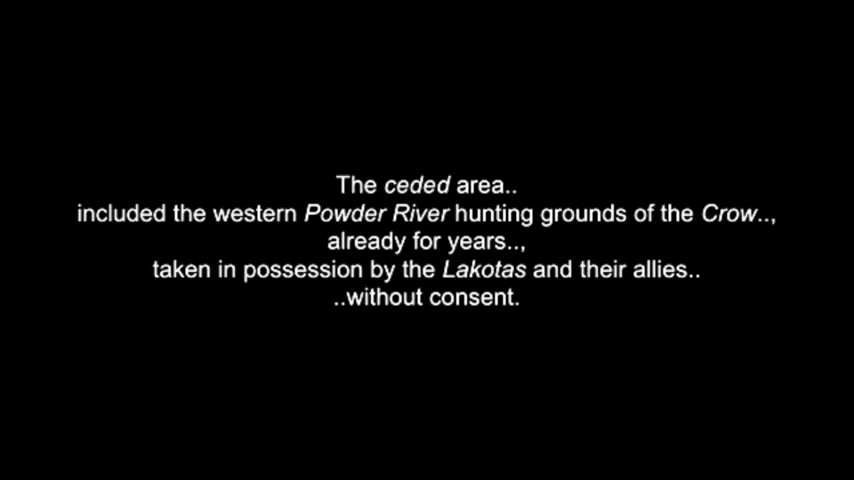 The ceded area..
included the western Powder River hunting grounds of the Crow..,
already for years..,
taken in possession by the Lakotas and their allies..
..without consent.